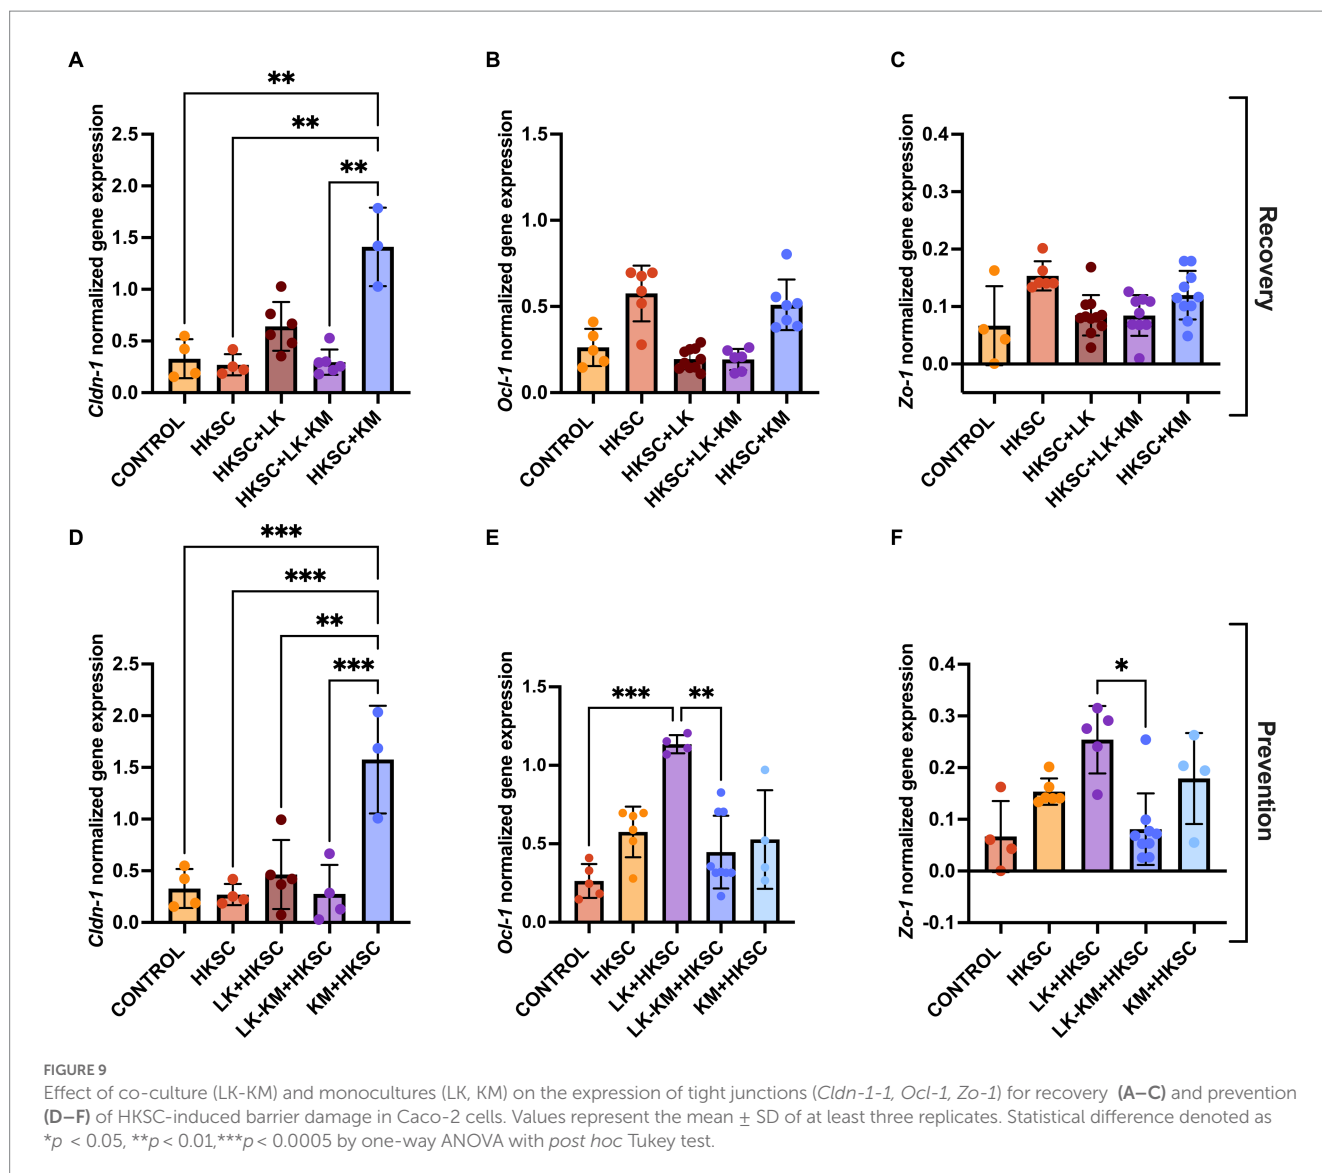 A
**
**
**
Cldn-1 normalized gene expression
2.5
2.0
1.5
1.0
0.5
0.0
CONTROL
HKSC
HKSC+LK
HKSC+LK-KM
HKSC+KM
B
Ocl-1 normalized gene expression
1.5
1.0
0.5
0.0
CONTROL
HKSC
HKSC+LK
HKSC+LK-KM
HKSC+KM
C
Zo-1 normalized gene expression
0.4
0.3
0.2
0.1
0.0
CONTROL
HKSC
HKSC+LK
HKSC+LK-KM
HKSC+KM
Recovery
D
***
***
**
***
Cldn-1 normalized gene expression
2.5
2.0
1.5
1.0
0.5
0.0
CONTROL
HKSC
LK+HKSC
LK-KM+HKSC
KM+HKSC
E
***
**
Ocl-1 normalized gene expression
1.5
1.0
0.5
0.0
CONTROL
HKSC
LK+HKSC
LK-KM+HKSC
KM+HKSC
F
*
Zo-1 normalized gene expression
0.4
0.3
0.2
0.1
0.0
-0.1
CONTROL
HKSC
LK+HKSC
LK-KM+HKSC
KM+HKSC
Prevention
FIGURE 9
Effect of co-culture (LK-KM) and monocultures (LK, KM) on the expression of tight junctions (Cldn-1-1, Ocl-1, Zo-1) for recovery (A–C) and prevention
(D–F) of HKSC-induced barrier damage in Caco-2 cells. Values represent the mean ± SD of at least three replicates. Statistical difference denoted as
*p < 0.05, **p < 0.01,***p < 0.0005 by one-way ANOVA with post hoc Tukey test.